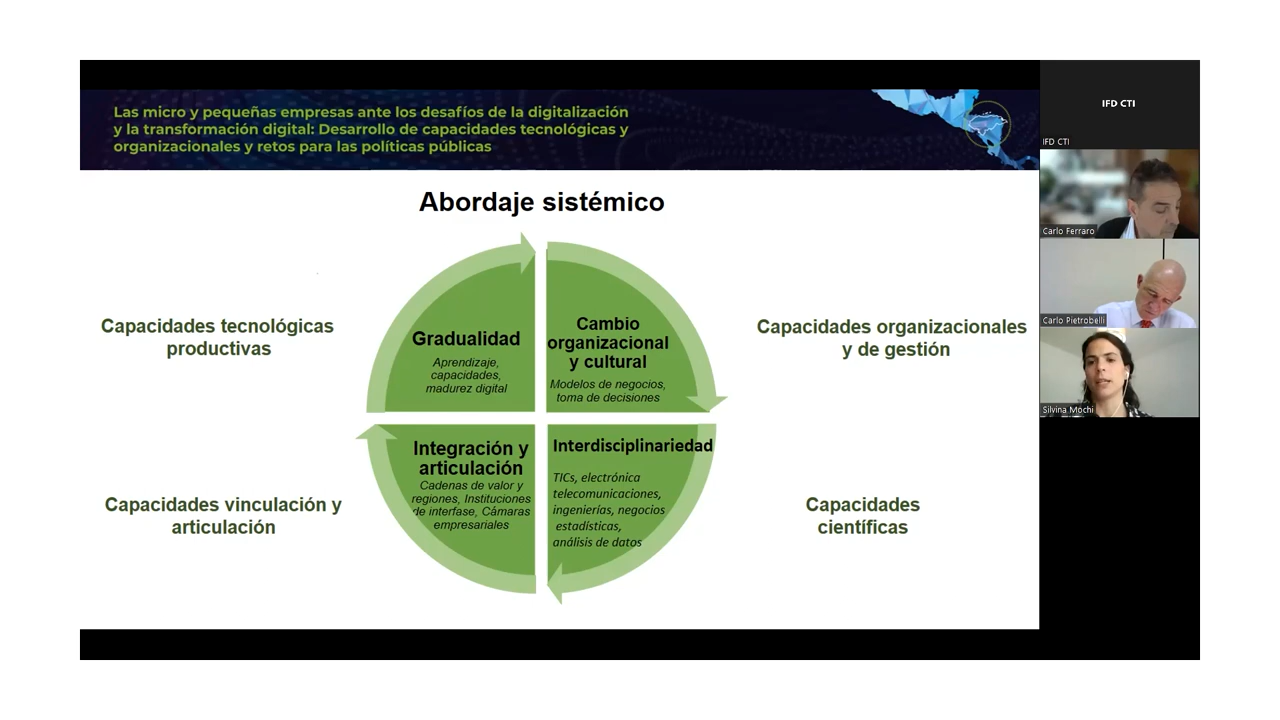 Las micro y pequeñas empresas ante los desafíos de la digitalización
y la transformación digital: Desarrollo de capacidades tecnológicas y
organizacionales y retos para las políticas públicas
Abordaje sistémico
Capacidades tecnológicas
productivas
Gradualidad
Aprendizaje,
capacidades,
madurez digital
Cambio
organizacional
y cultural
Modelos de negocios,
toma de decisiones
Capacidades organizacionales
y de gestión
Capacidades vinculación y
articulación
Integración y
articulación
Cadenas de valor y
regiones, Instituciones
de interfase, Cámaras
empresariales
Interdisciplinariedad
TICs, electrónica
telecomunicaciones,
ingenierías, negocios
estadísticas,
análisis de datos
Capacidades
científicas
IFD CTI
IFD CTI
Carlo Ferraro
Carlo Pietrobelli
Silvina Mochi